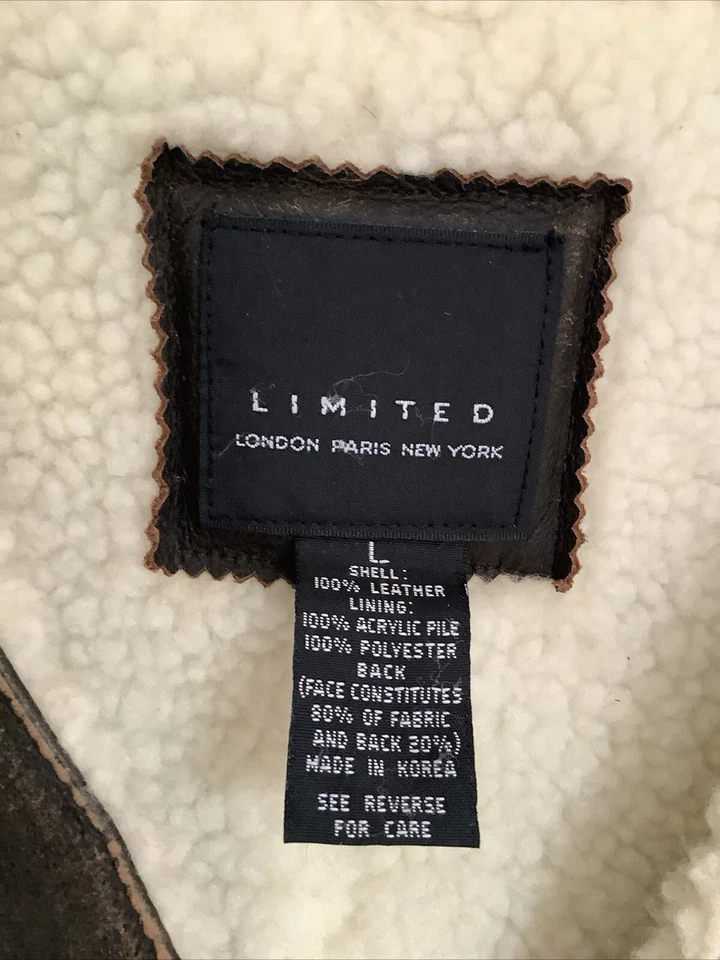 LIMITED
LONDON PARIS NEW YORK
L
SHELL:
100% LEATHER
LINING:
100% ACRYLIC PILE
100% POLYESTER
BACK
(FACE CONSTITUTES
80% OF FABRIC
AND BACK 20%)
MADE IN KOREA
SEE REVERSE
FOR CARE